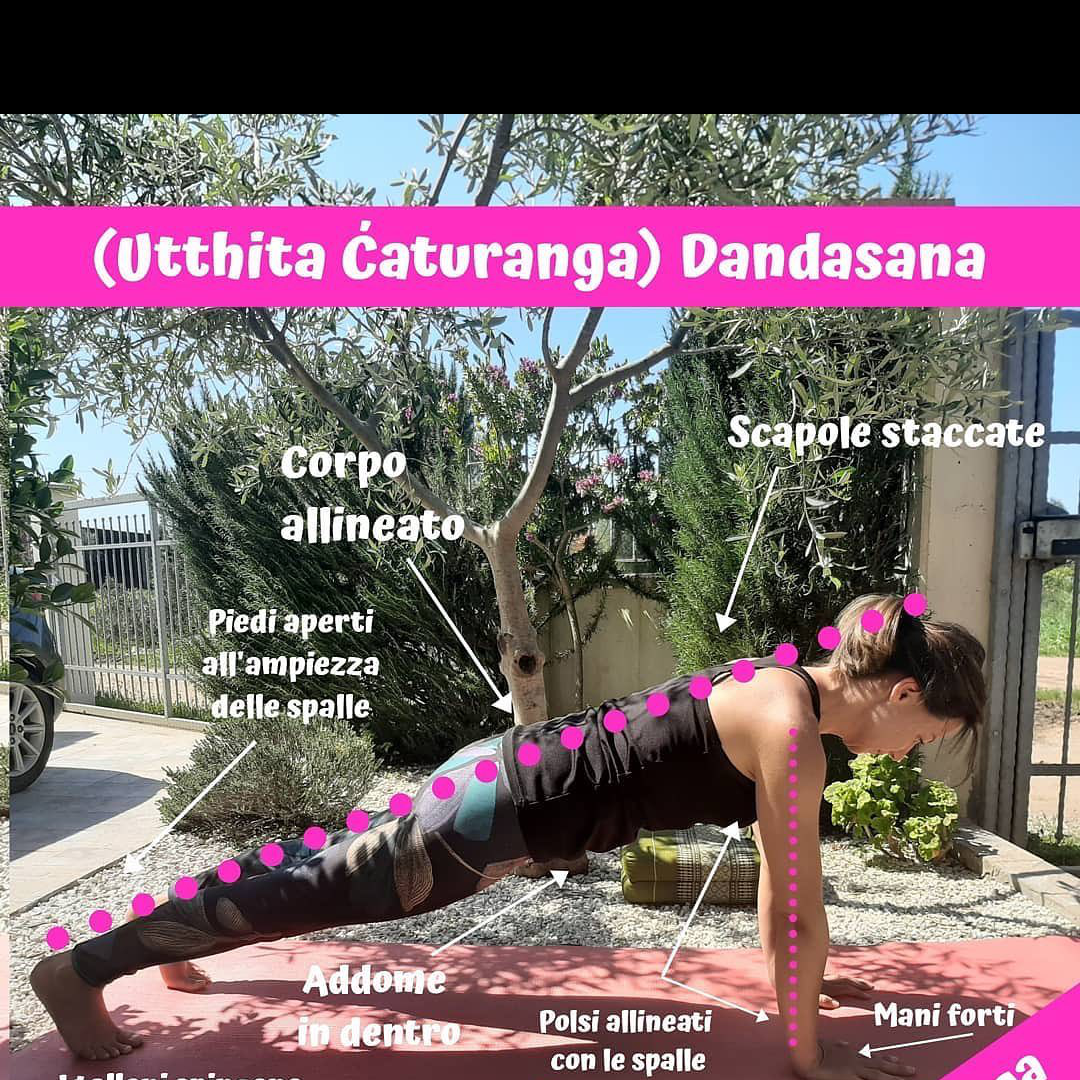 (Utthita Ćaturanga) Dandasana
Scapole staccate
Corpo
allineato
Piedi aperti
all'ampiezza
delle spalle
Addome
in dentro
Polsi allineati
con le spalle
Mani forti